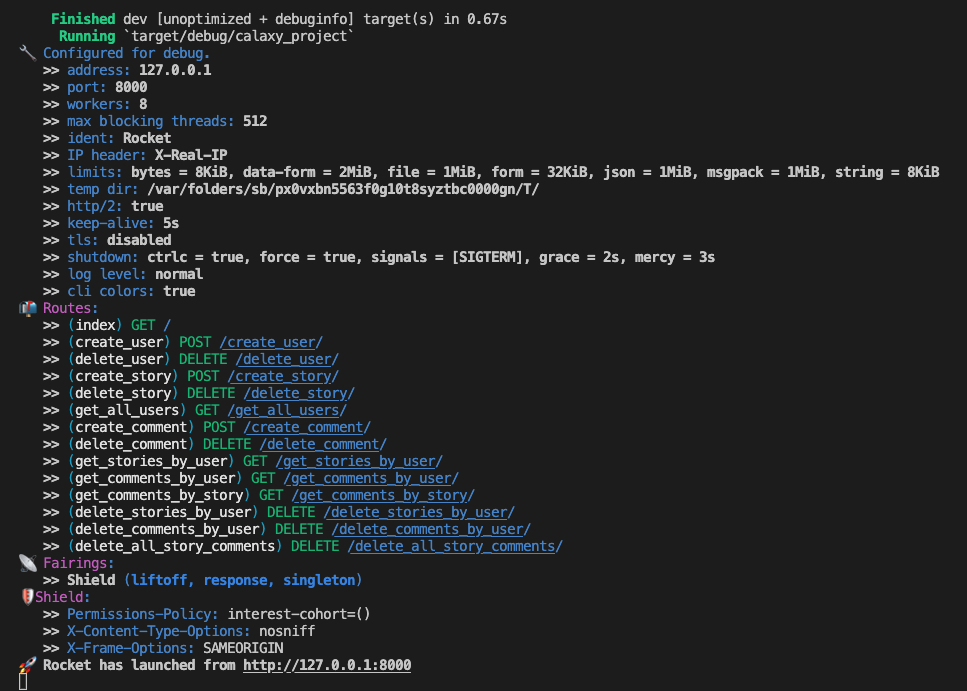 Finished dev [unoptimized + debuginfo] target(s) in 0.67s
Running `target/debug/calaxy_project`
🔧 Configured for debug.
>> address: 127.0.0.1
>> port: 8000
>> workers: 8
>> max blocking threads: 512
>> ident: Rocket
>> IP header: X-Real-IP
>> limits: bytes = 8KiB, data-form = 2MiB, file = 1MiB, form = 32KiB, json = 1MiB, msgpack = 1MiB, string = 8KiB
>> temp dir: /var/folders/sb/px0vxbn5563f0g10t8syztbc0000gn/T/
>> http/2: true
>> keep-alive: 5s
>> tls: disabled
>> shutdown: ctrlc = true, force = true, signals = [SIGTERM], grace = 2s, mercy = 3s
>> log level: normal
>> cli colors: true
📬 Routes:
>> (index) GET /
>> (create_user) POST /create_user/
>> (delete_user) DELETE /delete_user/
>> (create_story) POST /create_story/
>> (delete_story) DELETE /delete_story/
>> (get_all_users) GET /get_all_users/
>> (create_comment) POST /create_comment/
>> (delete_comment) DELETE /delete_comment/
>> (get_stories_by_user) GET /get_stories_by_user/
>> (get_comments_by_user) GET /get_comments_by_user/
>> (get_comments_by_story) GET /get_comments_by_story/
>> (delete_stories_by_user) DELETE /delete_stories_by_user/
>> (delete_comments_by_user) DELETE /delete_comments_by_user/
>> (delete_all_story_comments) DELETE /delete_all_story_comments/
📡 Fairings:
>> Shield (liftoff, response, singleton)
🛡️Shield:
>> Permissions-Policy: interest-cohort=()
>> X-Content-Type-Options: nosniff
>> X-Frame-Options: SAMEORIGIN
🚀 Rocket has launched from http://127.0.0.1:8000